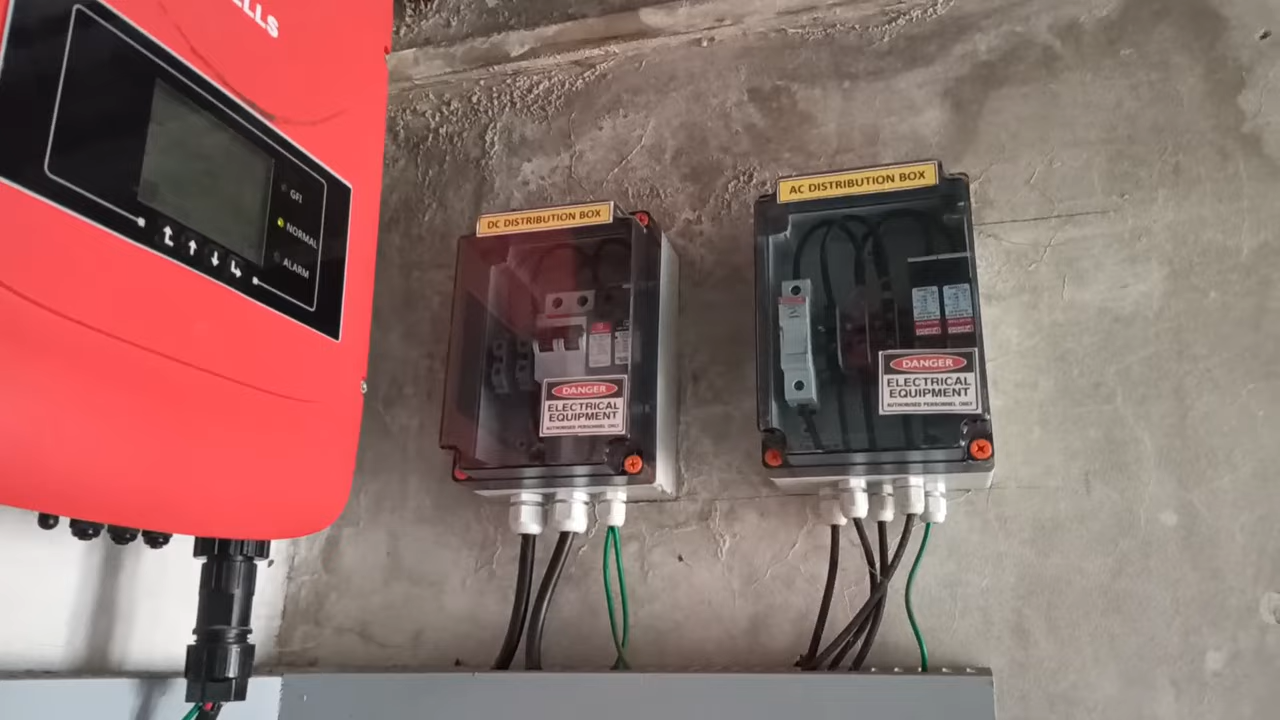 GFI
NORMAL
ALARM
DC DISTRIBUTION BOX
DANGER
ELECTRICAL
EQUIPMENT
AUTHORISED PERSONNEL ONLY
AC DISTRIBUTION BOX
DANGER
ELECTRICAL
EQUIPMENT
AUTHORISED PERSONNEL ONLY